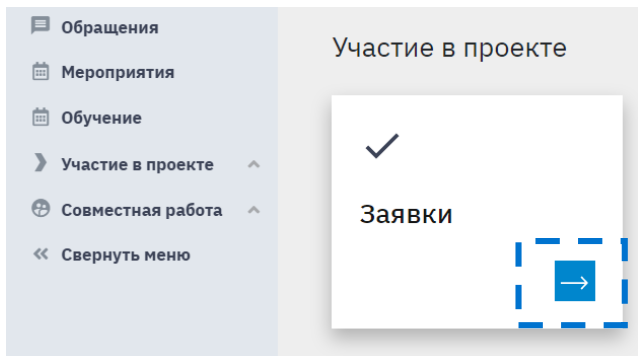 Обращения
Мероприятия
Обучение
Участие в проекте
Совместная работа
Свернуть меню
Участие в проекте
Заявки